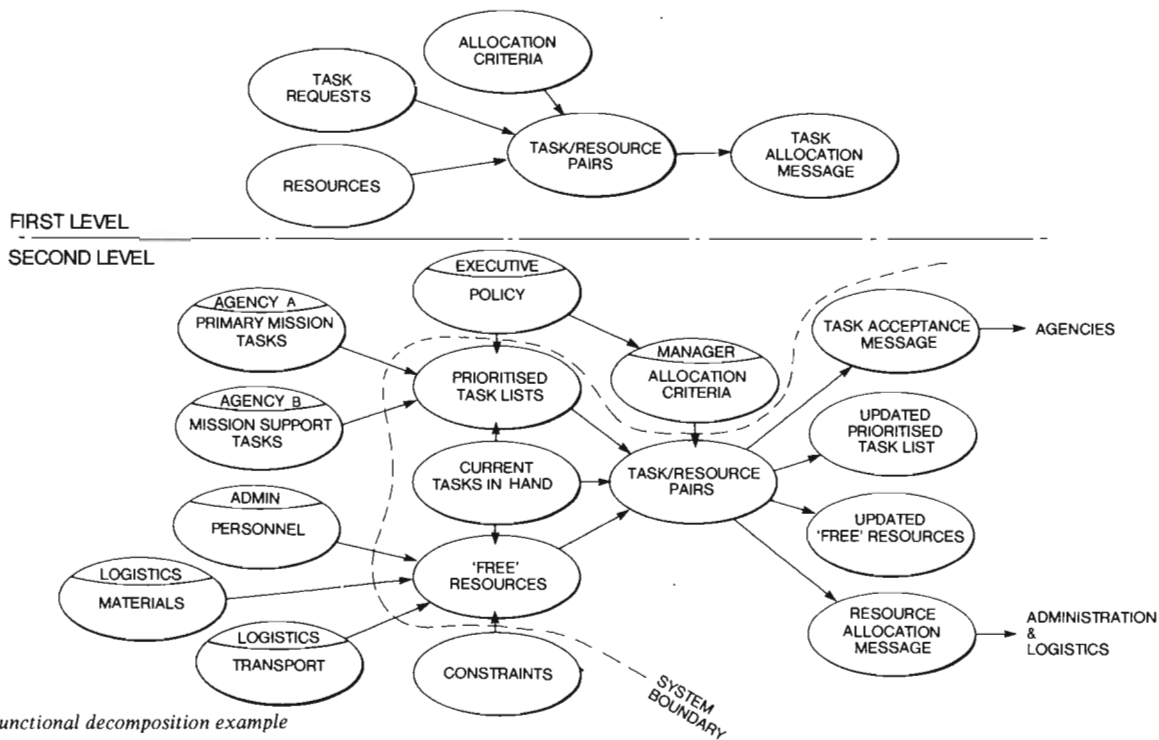 ALLOCATION
CRITERIA
TASK
REQUESTS
TASK/RESOURCE
PAIRS
TASK
ALLOCATION
MESSAGE
RESOURCES
FIRST LEVEL
SECOND LEVEL
EXECUTIVE
POLICY
AGENCY A
PRIMARY MISSION
TASKS
TASK ACCEPTANCE
MESSAGE
AGENCIES
MANAGER
ALLOCATION
CRITERIA
PRIORITISED
TASK LISTS
AGENCY B
MISSION SUPPORT
TASKS
UPDATED
PRIORITISED
TASK LIST
CURRENT
TASKS IN HAND
TASK/RESOURCE
PAIRS
ADMIN
PERSONNEL
UPDATED
'FREE' RESOURCES
'FREE'
RESOURCES
LOGISTICS
MATERIALS
RESOURCE
ALLOCATION
MESSAGE
ADMINISTRATION
&
LOGISTICS
LOGISTICS
TRANSPORT
CONSTRAINTS
SYSTEM
BOUNDARY
unctional decomposition example